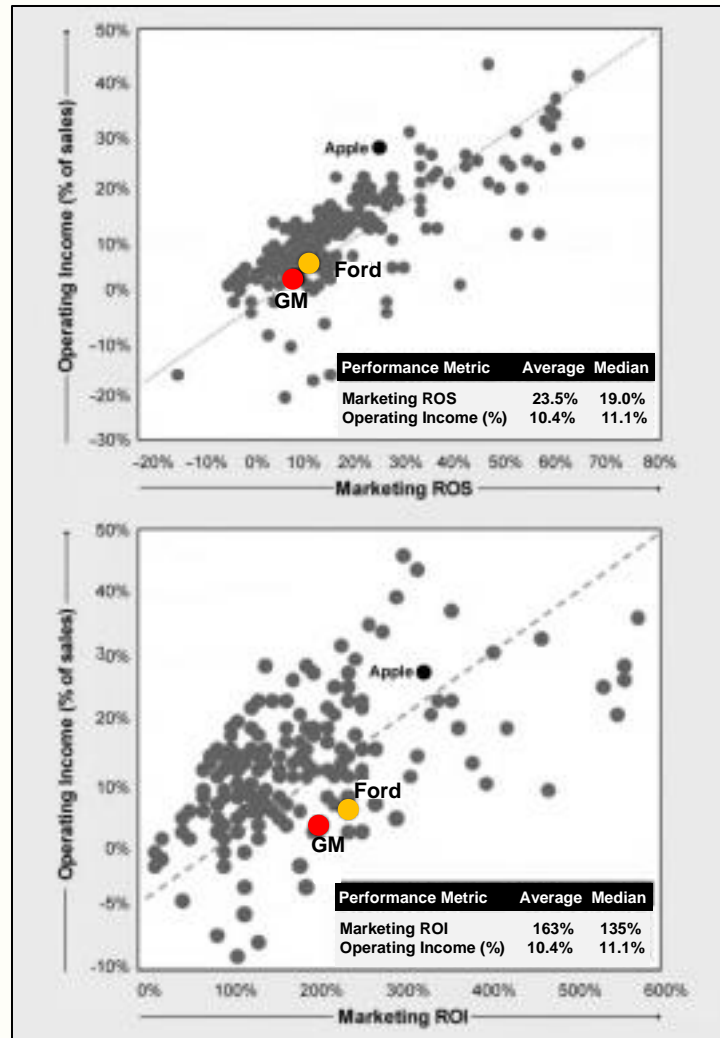 50%
40%
30%
20%
10%
0%
-10%
-20%
-30%
Operating Income (% of sales)
Apple
Ford
GM
Performance Metric Average Median
Marketing ROS 23.5% 19.0%
Operating Income (%) 10.4% 11.1%
-20% -10% 0% 10% 20% 30% 40% 50% 60% 70% 80%
Marketing ROS
50%
40%
30%
20%
10%
0%
-5%
-10%
Operating Income (% of sales)
Apple
Ford
GM
Performance Metric Average Median
Marketing ROI 163% 135%
Operating Income (%) 10.4% 11.1%
0% 100% 200% 300% 400% 500% 600%
Marketing ROI